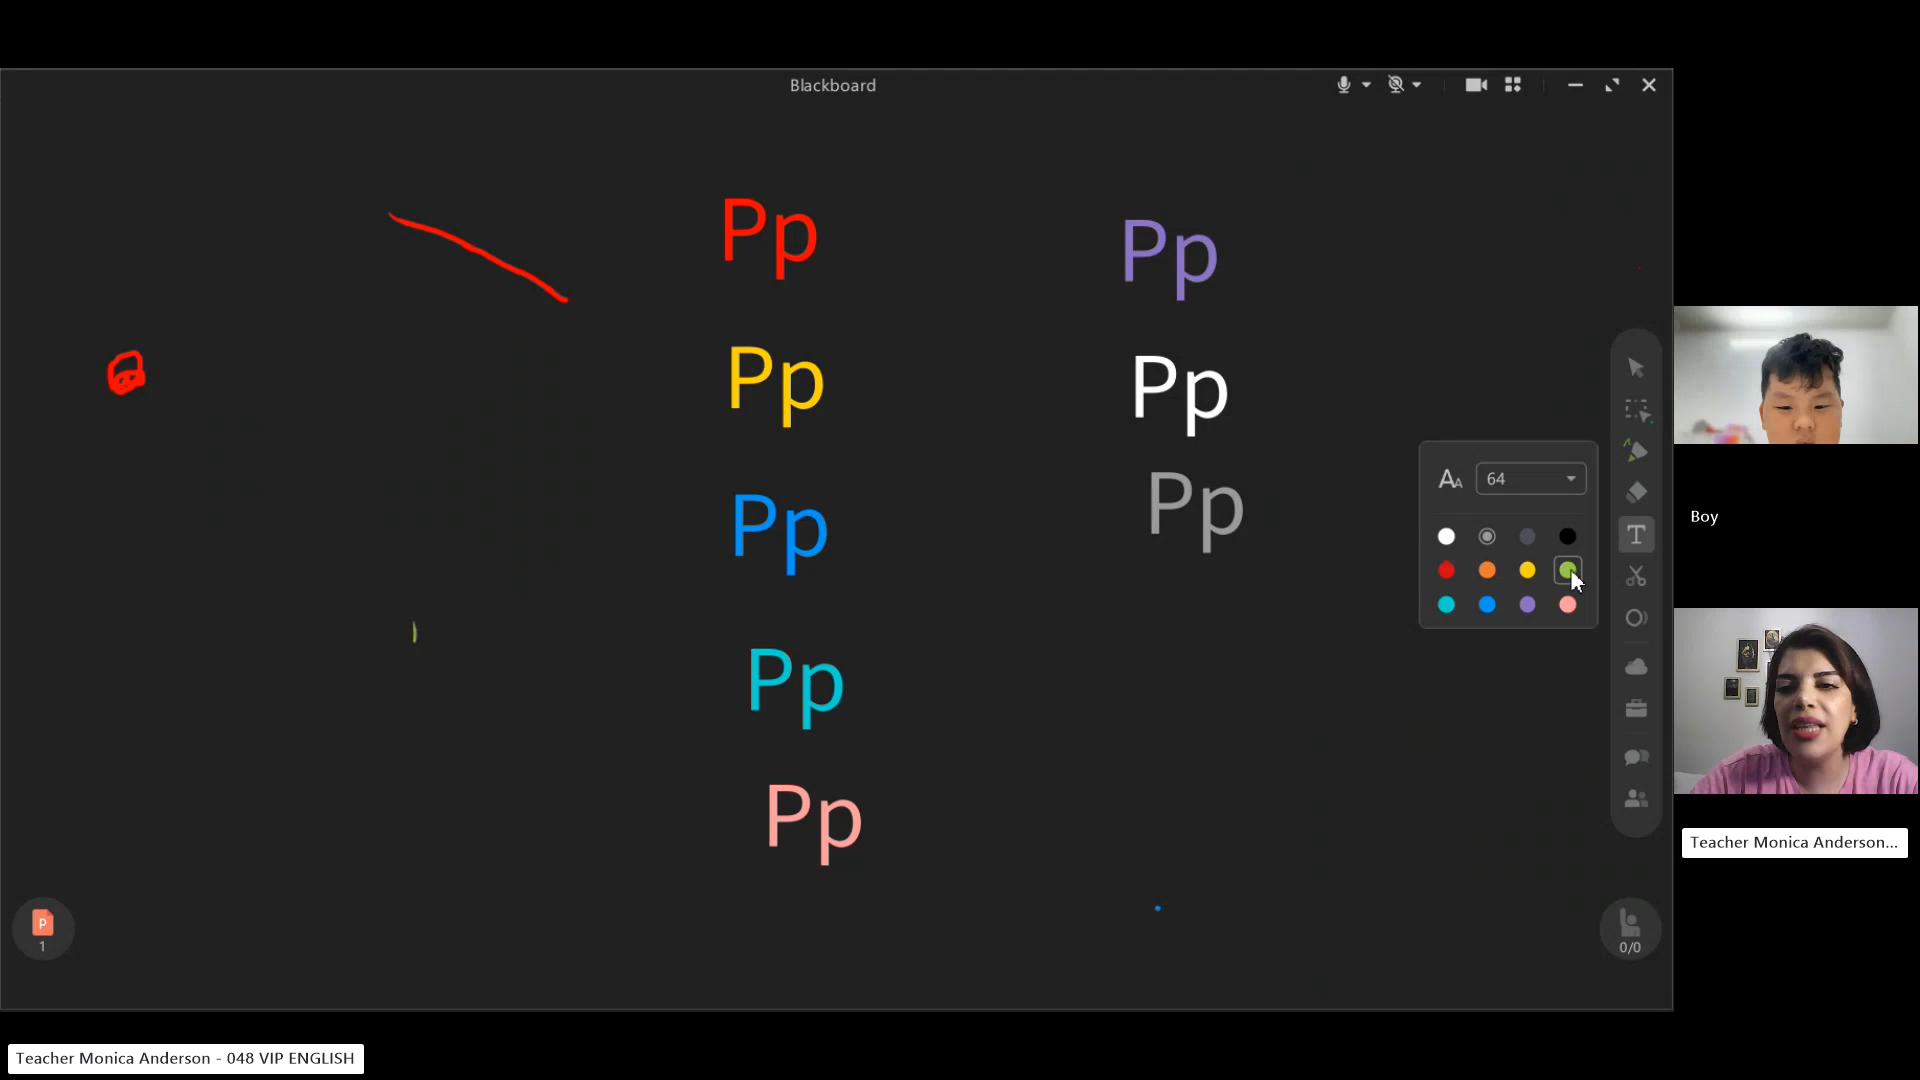 Blackboard
Pp
Pp
Pp
Pp
Pp
Pp
Pp
Pp
64
Boy
Teacher Monica Anderson...
P
1
0/0
Teacher Monica Anderson - 048 VIP ENGLISH